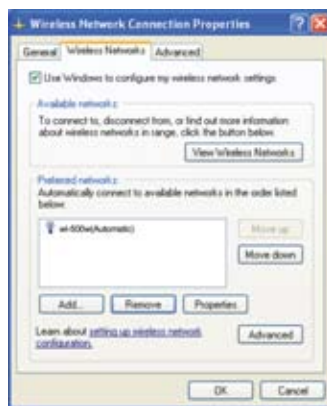 Wireless Network Connection Properties
General Wireless Networks Advanced
Use Windows to configure my wireless network settings
Available networks:
To connect to, disconnect from, or find out more information
about wireless networks in range, click the button below.
View Wireless Networks
Preferred networks:
Automatically connect to available networks in the order listed
below:
(Automatic)
Move up
Move down
Add... Remove Properties
Learn about setting up wireless network
configuration.
Advanced
OK Cancel